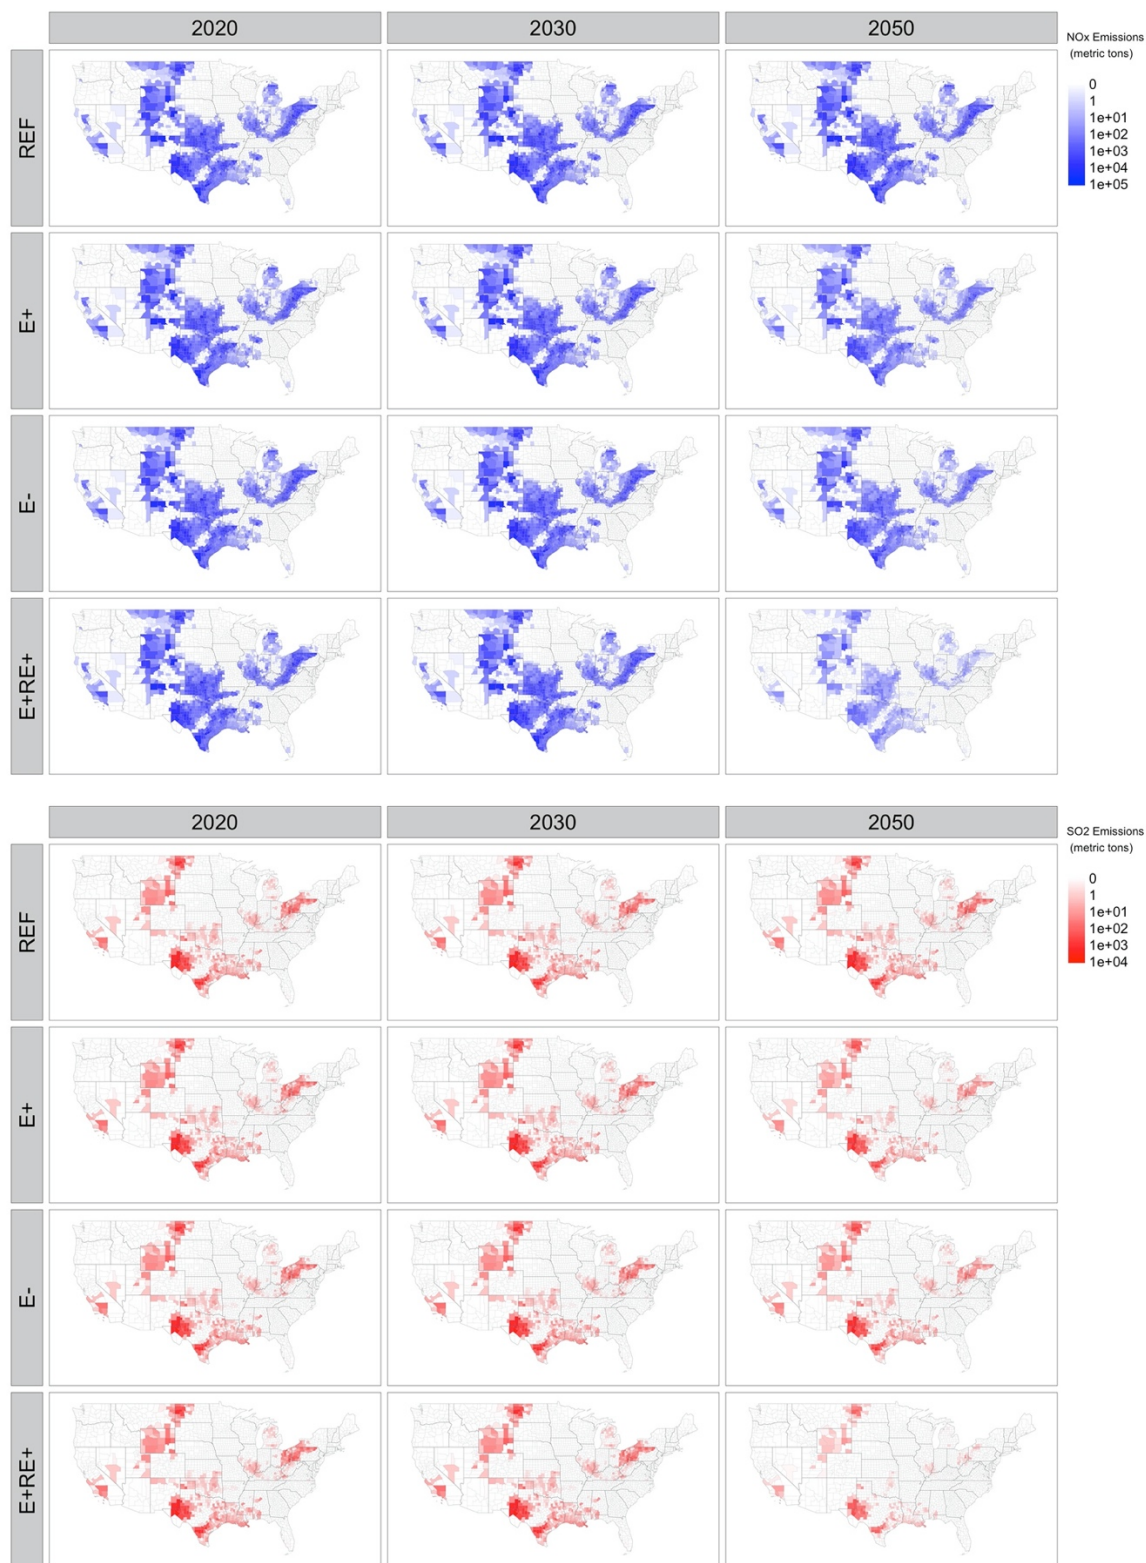 2020 2030 2050
NOx Emissions
(metric tons)
0
1
1e+01
1e+02
1e+03
1e+04
1e+05
REF
E+
E-
E+RE+
2020 2030 2050
SO2 Emissions
(metric tons)
0
1
1e+01
1e+02
1e+03
1e+04
REF
E+
E-
E+RE+